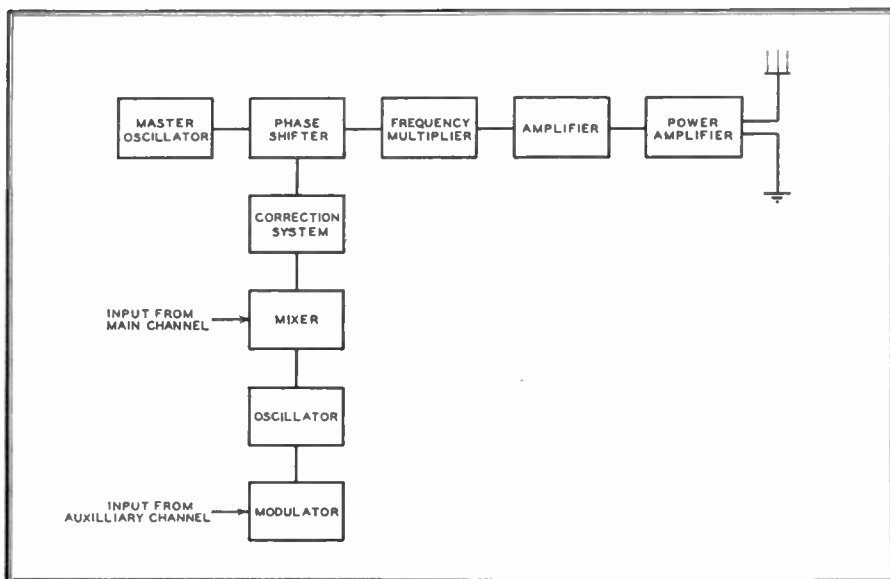 MASTER
OSCILLATOR
PHASE
SHIFTER
FREQUENCY
MULTIPLIER
AMPLIFIER
POWER
AMPLIFIER
CORRECTION
SYSTEM
INPUT FROM
MAIN CHANNEL
MIXER
OSCILLATOR
INPUT FROM
AUXILLIARY CHANNEL
MODULATOR